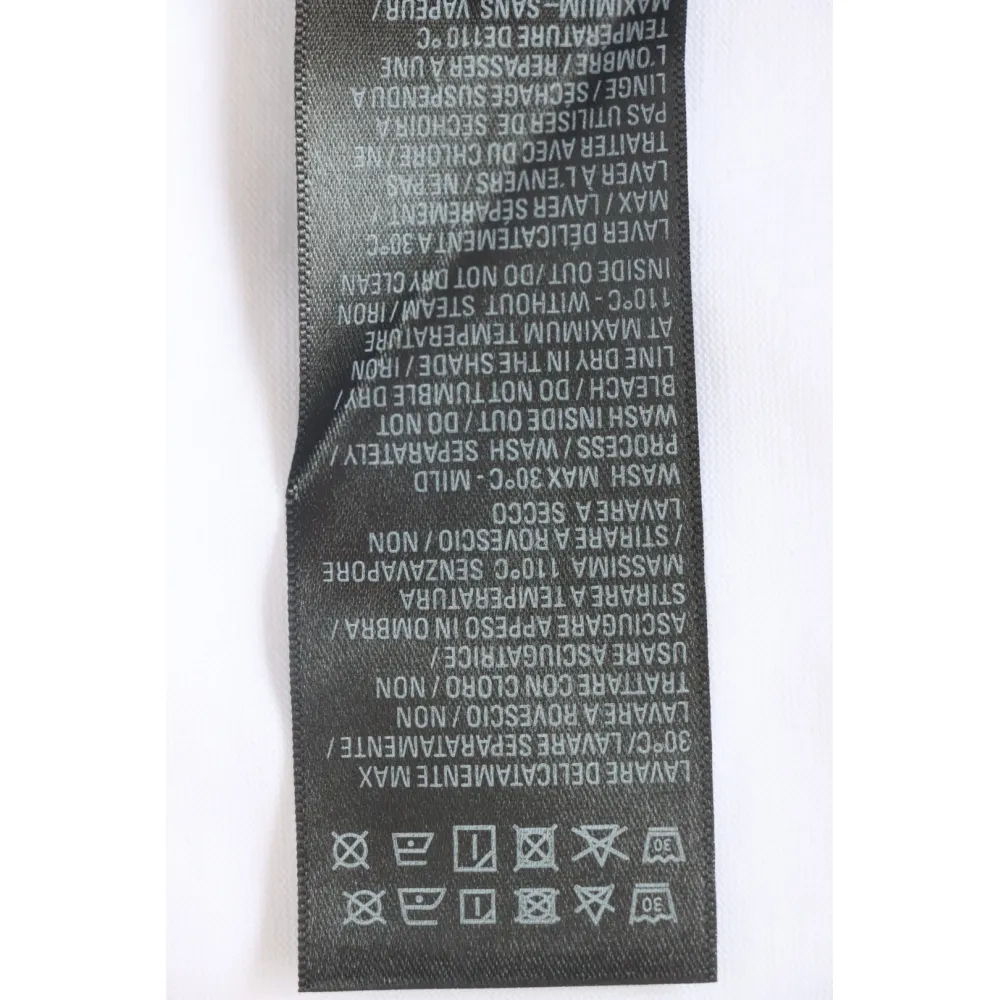 30
30
LAVARE DELICATAMENTE MAX
30°C/ LAVARE SEPARATAMENTE /
LAVARE A ROVESCIO / NON
TRATTARE CON CLORO / NON
USARE ASCIUGATRICE /
ASCIUGARE APPESO IN OMBRA /
STIRARE A TEMPERATURA
MASSIMA 110°C SENZAVAPORE
/ STIRARE A ROVESCIO / NON
LAVARE A SECCO
WASH MAX 30°C - MILD
PROCESS / WASH SEPARATELY /
WASH INSIDE OUT / DO NOT
BLEACH / DO NOT TUMBLE DRY /
LINE DRY IN THE SHADE / IRON
AT MAXIMUM TEMPERATURE
110°C - WITHOUT STEAM / IRON
INSIDE OUT / DO NOT DRY CLEAN
LAVER DÉLICATEMENT A 30°C
MAX / LAVER SÉPAREMENT /
LAVER À L'ENVERS / NE PAS
TRAITER AVEC DU CHLORE / NE
PAS UTILISER DE SECHOIR À
LINGE / SÉCHAGE SUSPENDU A
L'OMBRE / REPASSER À UNE
TEMPÉRATURE DE 110°C
MAXIMUM-SANS VAPEUR /